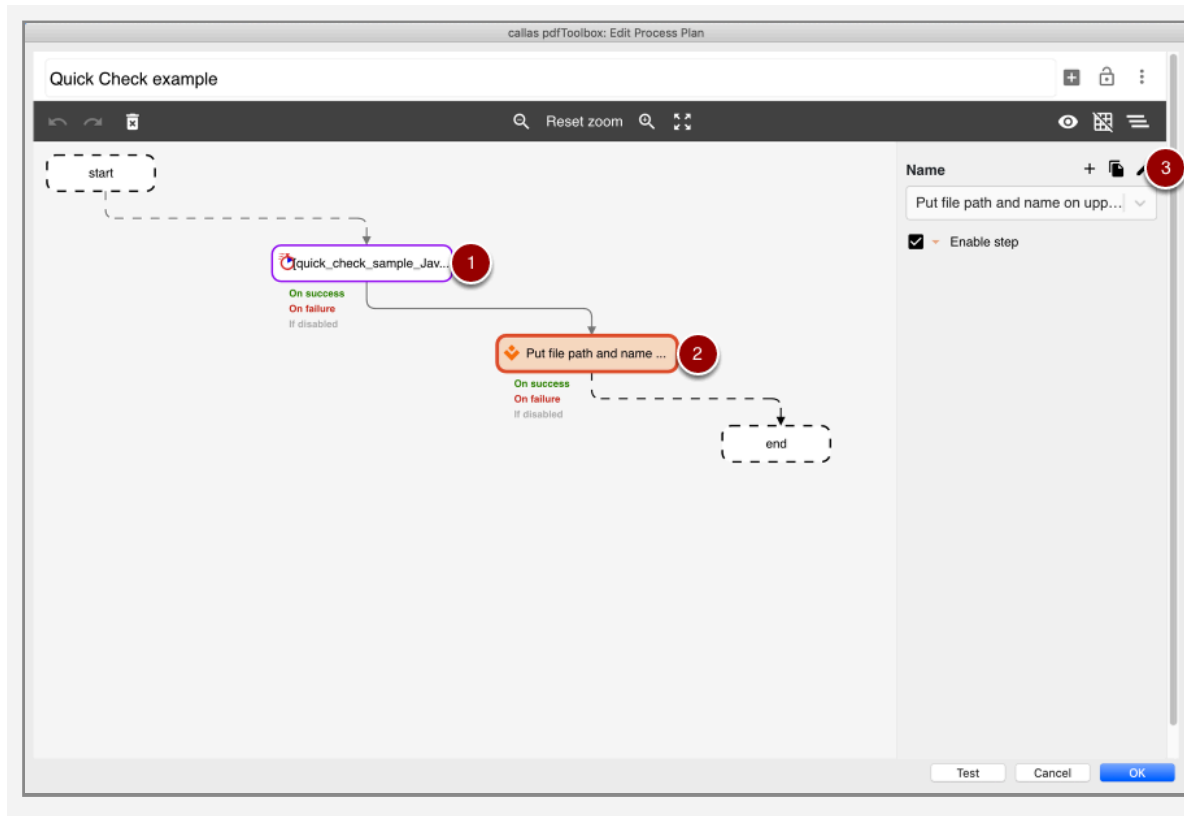 callas pdfToolbox: Edit Process Plan
Quick Check example
Reset zoom
start
Name
3
Put file path and name on upp...
Enable step
[quick_check_sample_Jav...
1
On success
On failure
If disabled
Put file path and name ...
2
On success
On failure
If disabled
end
Test Cancel OK